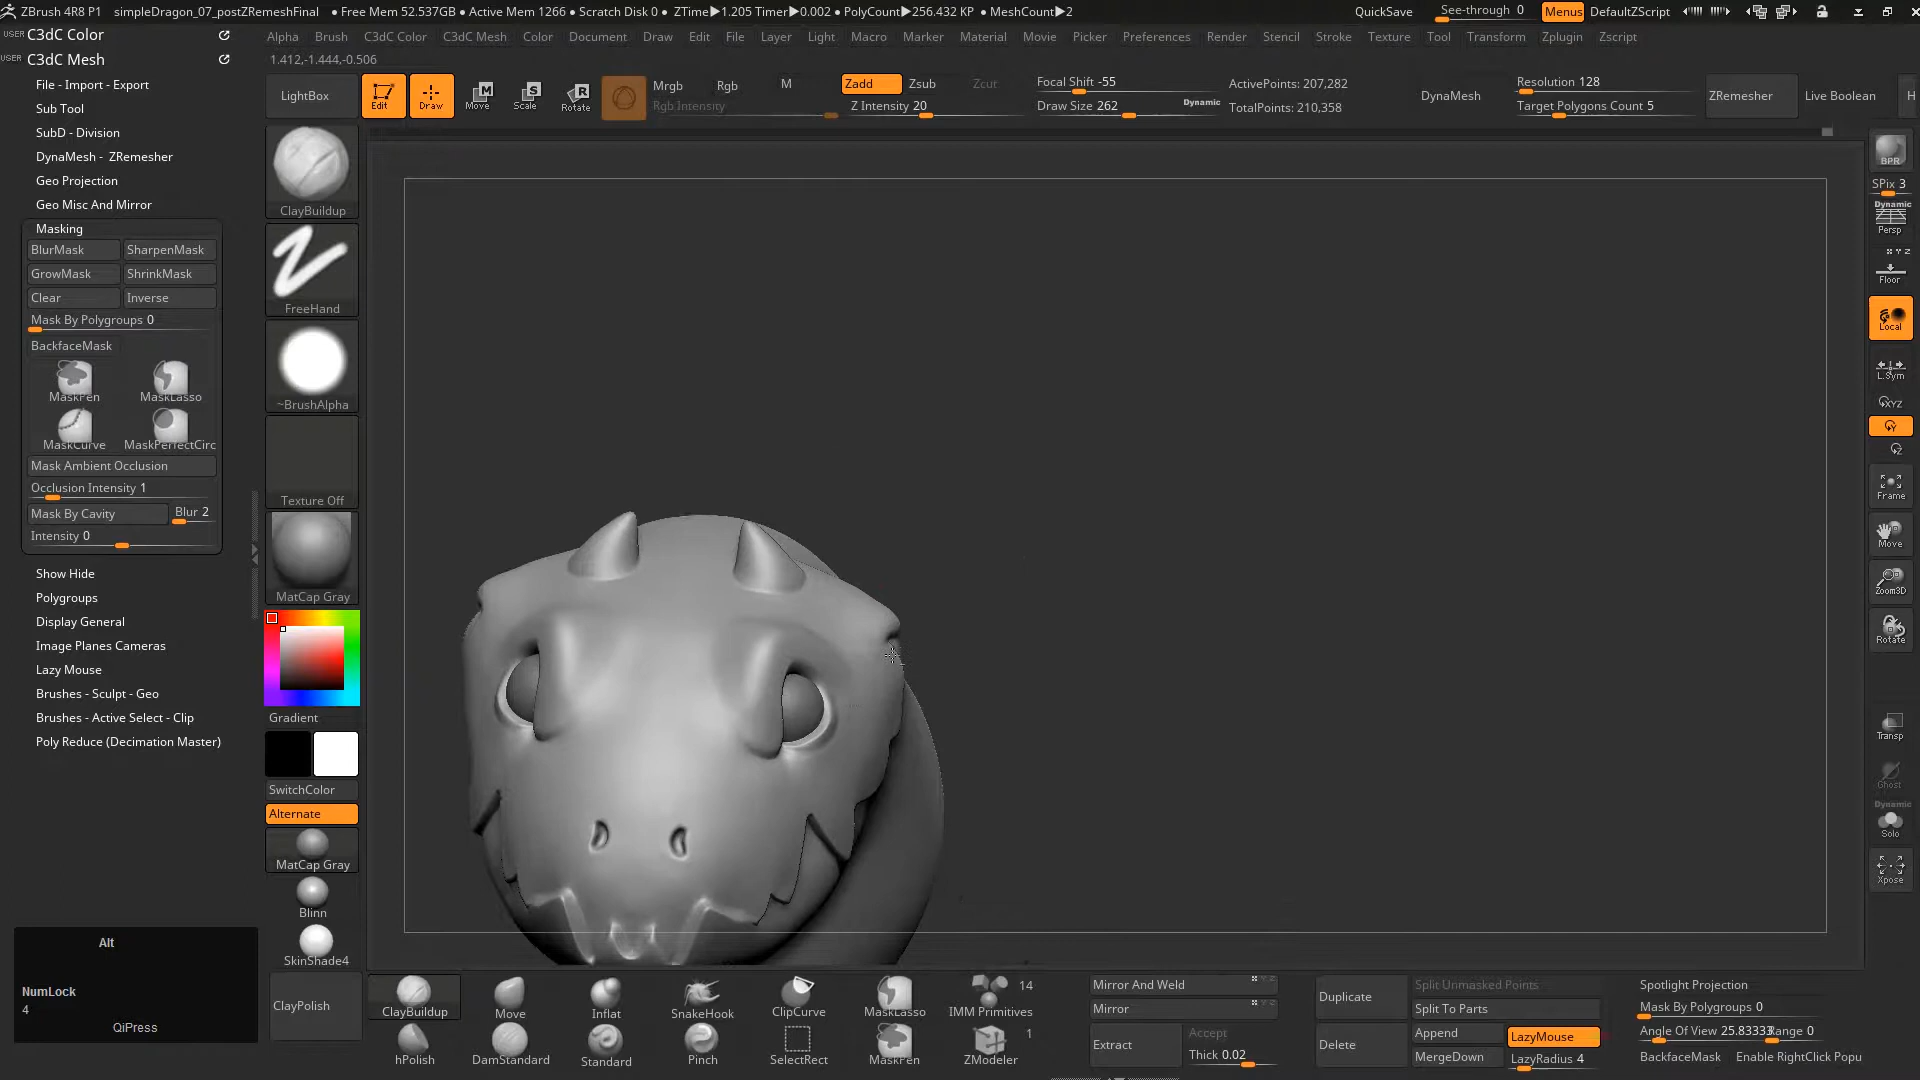 ZBrush 4R8 P1 simpleDragon_07_postZRemeshFinal ● Free Mem 52.537GB ● Active Mem 1266 ● Scratch Disk 0 ● ZTime▶1.205 Timer▶0.002 ● PolyCount▶256.432 KP ● MeshCount▶2 QuickSave See-through 0 Menus DefaultZScript
USER C3dC Color
Alpha Brush C3dC Color C3dC Mesh Color Document Draw Edit File Layer Light Macro Marker Material Movie Picker Preferences Render Stencil Stroke Texture Tool Transform Zplugin Zscript
USER C3dC Mesh
1.412,-1.444,-0.506
File - Import - Export
Sub Tool
SubD - Division
DynaMesh - ZRemesher
Geo Projection
Geo Misc And Mirror
LightBox Edit Draw Move Scale Rotate
Mrgb Rgb M Zadd Zsub Zcut Focal Shift -55 ActivePoints: 207,282 DynaMesh Resolution 128 ZRemesher Live Boolean H
Rgb Intensity Z Intensity 20 Draw Size 262 Dynamic TotalPoints: 210,358 Target Polygons Count 5
Masking
BlurMask SharpenMask
GrowMask ShrinkMask
Clear Inverse
Mask By Polygroups 0
BackfaceMask
MaskPen MaskLasso
MaskCurve MaskPerfectCirc
Mask Ambient Occlusion
Occlusion Intensity 1
Mask By Cavity Blur 2
Intensity 0
Show Hide
Polygroups
Display General
Image Planes Cameras
Lazy Mouse
Brushes - Sculpt - Geo
Brushes - Active Select - Clip
Poly Reduce (Decimation Master)
Alt
NumLock
4
QiPress
ClayBuildup
FreeHand
~BrushAlpha
Texture Off
MatCap Gray
Gradient
SwitchColor
Alternate
MatCap Gray
Blinn
SkinShade4
ClayPolish
BPR
SPix 3
Dynamic
Persp
X Y Z
Floor
Local
L.Sym
XYZ
Y
Z
Frame
Move
Zoom3D
Rotate
Transp
Ghost
Dynamic
Solo
Xpose
ClayBuildup Move Inflat SnakeHook ClipCurve MaskLasso IMM Primitives 14
hPolish DamStandard Standard Pinch SelectRect MaskPen ZModeler 1
Mirror And Weld X Y Z
Mirror X Y Z
Extract Accept
Thick 0.02
Duplicate
Delete
Split Unmasked Points
Split To Parts
Append LazyMouse
MergeDown LazyRadius 4
Spotlight Projection
Mask By Polygroups 0
Angle Of View 25.83333 Range 0
BackfaceMask Enable RightClick Popu